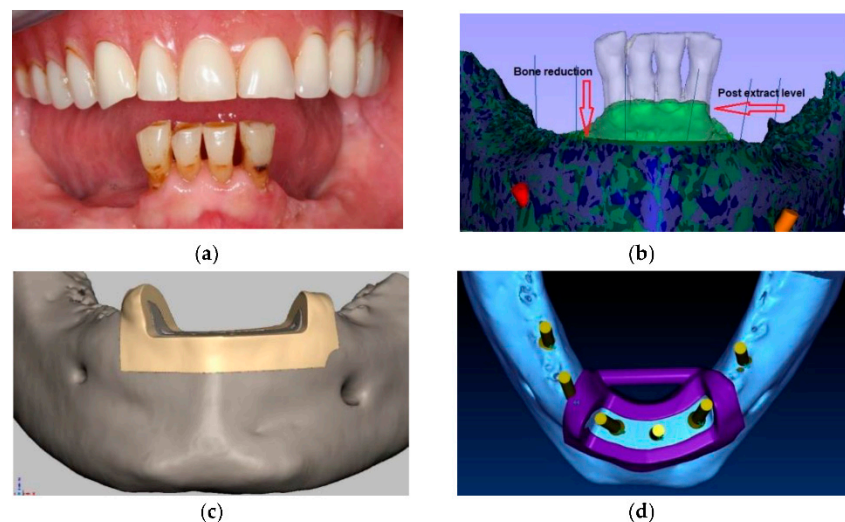 Bone reduction
Post extract level
(a)
(b)
(c)
(d)